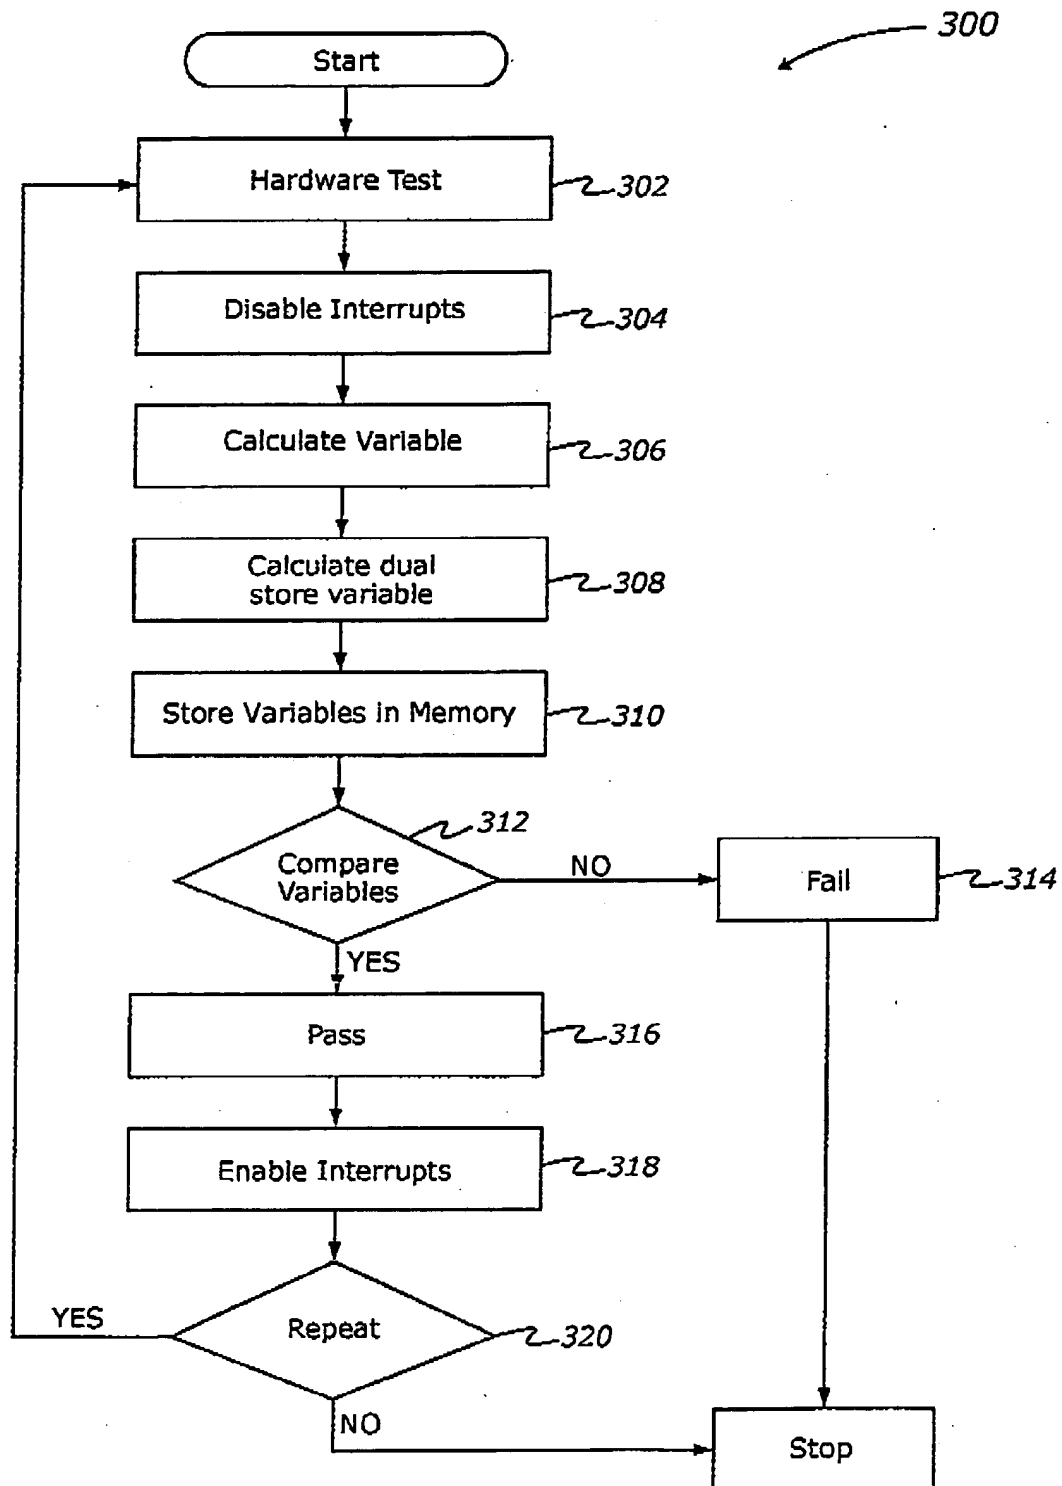 300
Start
Hardware Test
302
Disable Interrupts
304
Calculate Variable
306
Calculate dual
store variable
308
Store Variables in Memory
310
312
Compare
Variables
NO
Fail
314
YES
Pass
316
Enable Interrupts
318
YES
Repeat
320
NO
Stop